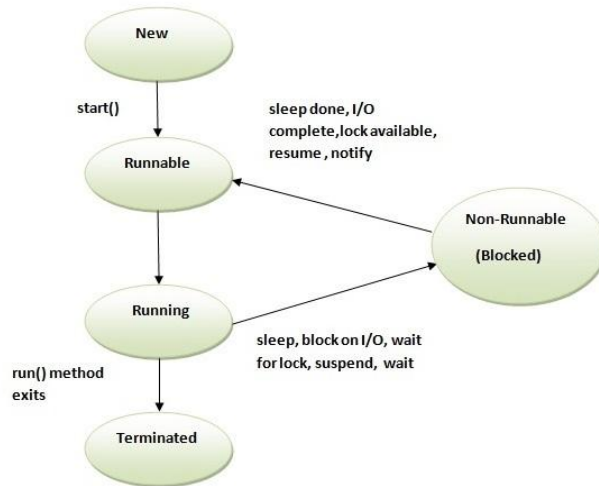 New
start()
sleep done, I/O
complete,lock available,
resume , notify
Runnable
Non-Runnable
(Blocked)
Running
sleep, block on I/O, wait
for lock, suspend, wait
run() method
exits
Terminated